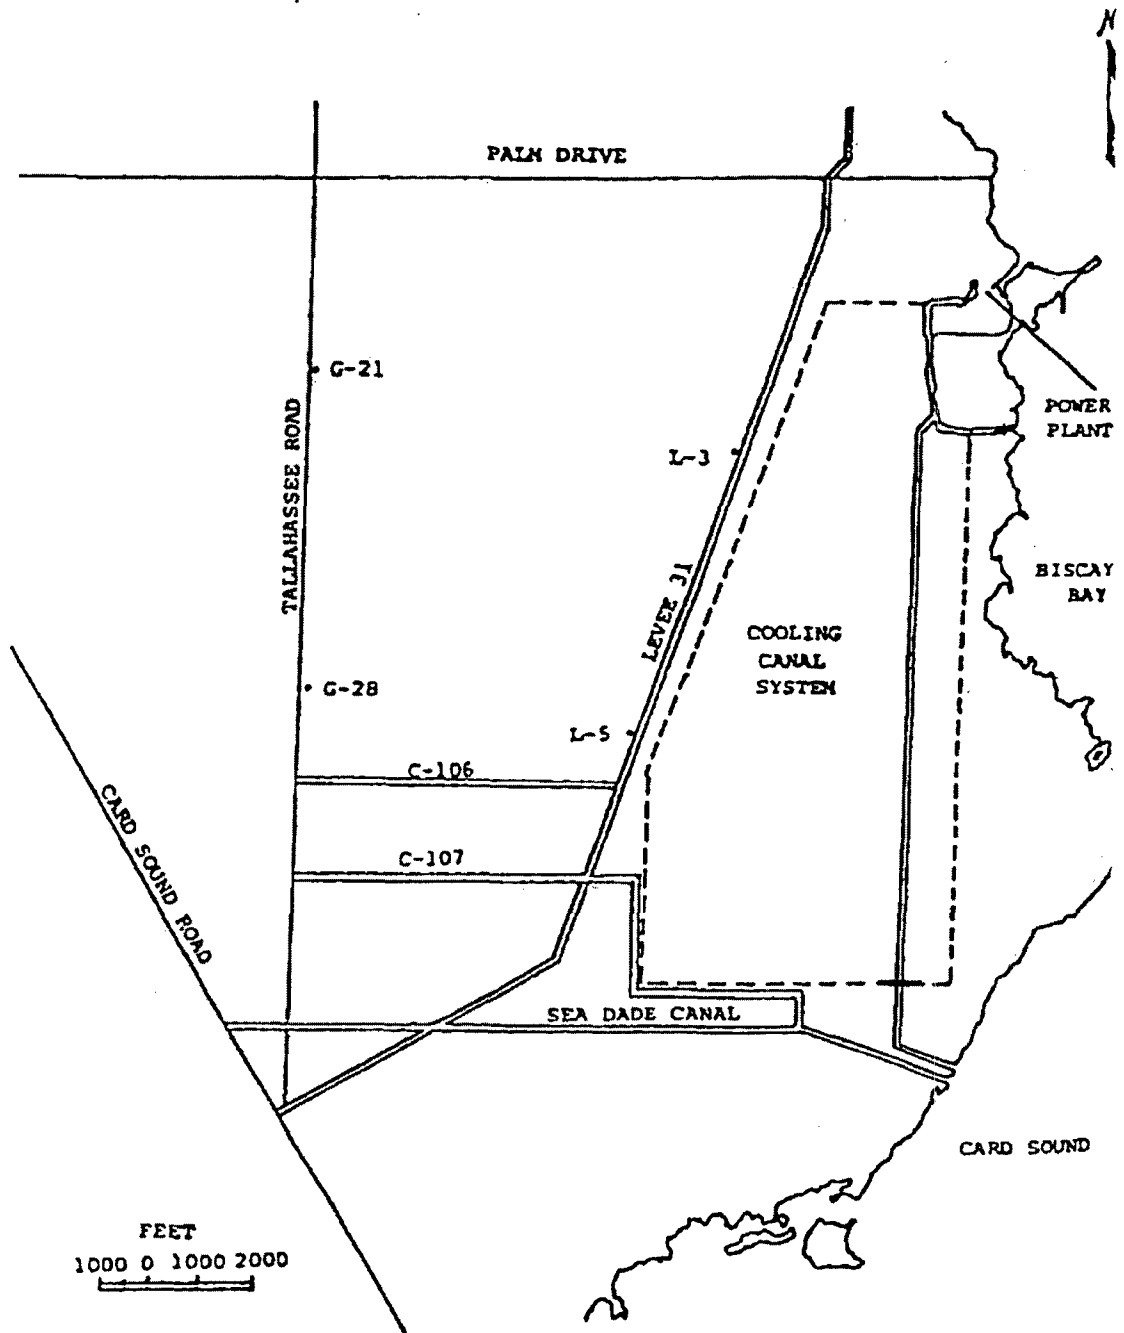 N
PALM DRIVE
G-21
TALLAHASSEE ROAD
POWER
PLANT
L-3
BISCAY
BAY
LEVEE 31
COOLING
CANAL
SYSTEM
G-28
L-5
C-106
CARD SOUND ROAD
C-107
SEA DADE CANAL
CARD SOUND
FEET
1000 0 1000 2000